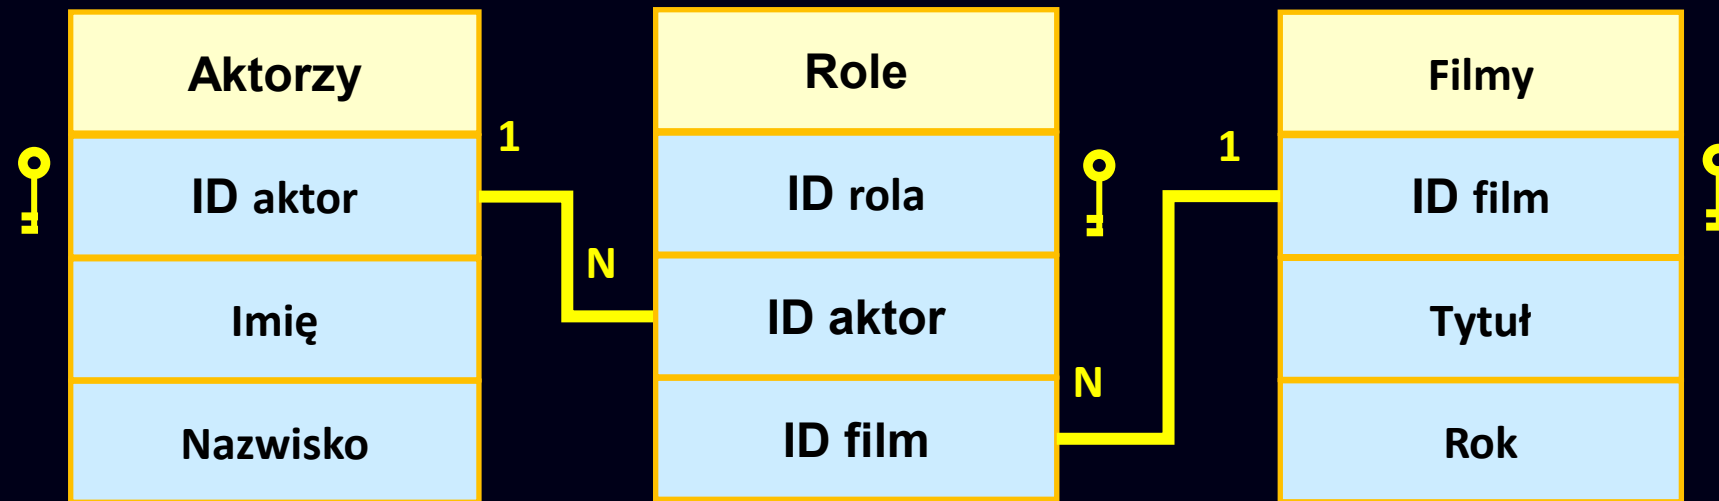 Aktorzy
ID aktor
Imię
Nazwisko
1
N
Role
ID rola
ID aktor
ID film
N
1
Filmy
ID film
Tytuł
Rok